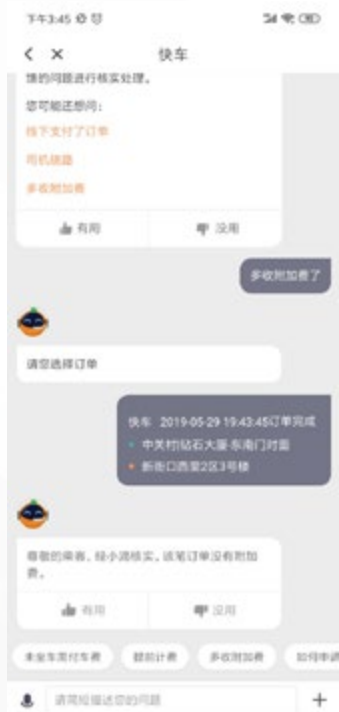 下午3:45
快车
馈的问题进行核实处理。
您可能还想问：
线下支付了订单
司机绕路
多收附加费
有用 没用
多收附加费了
请您选择订单
快车 2019-05-29 19:43:45订单完成
中关村|钻石大厦-东南门对面
新街口西里2区3号楼
尊敬的乘客，经小滴核实，该笔订单没有附加
费。
有用 没用
未坐车需付车费 提前计费 多收附加费 如何申请
请简短描述您的问题